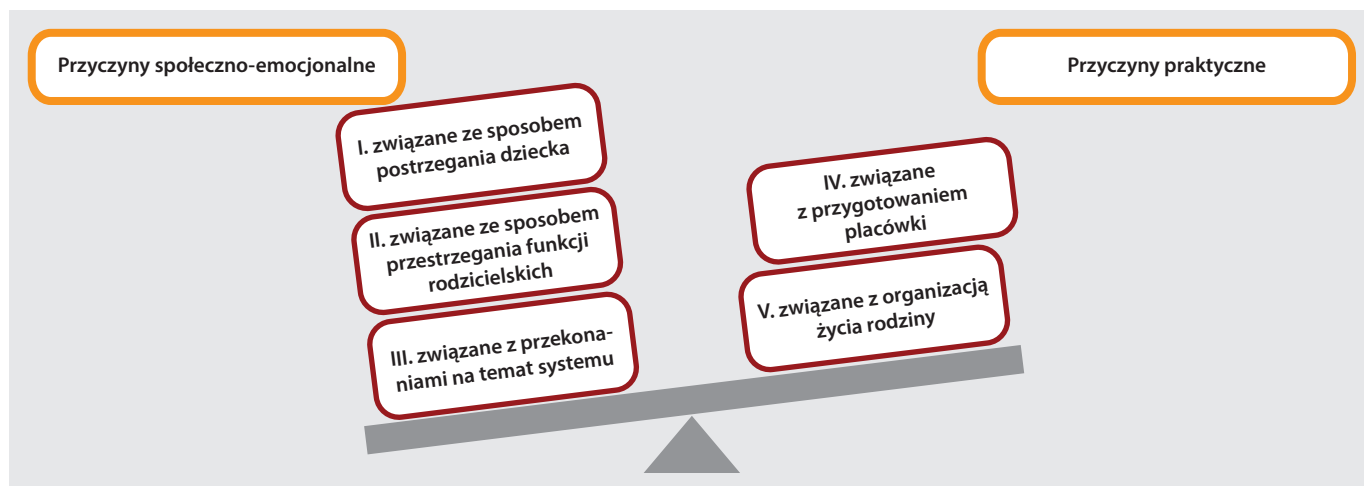 Przyczyny społeczno-emocjonalne
Przyczyny praktyczne
I. związane ze sposobem
postrzegania dziecka
II. związane ze sposobem
przestrzegania funkcji
rodzicielskich
III. związane z przekona-
niami na temat systemu
IV. związane
z przygotowaniem
placówki
V. związane z organizacją
życia rodziny